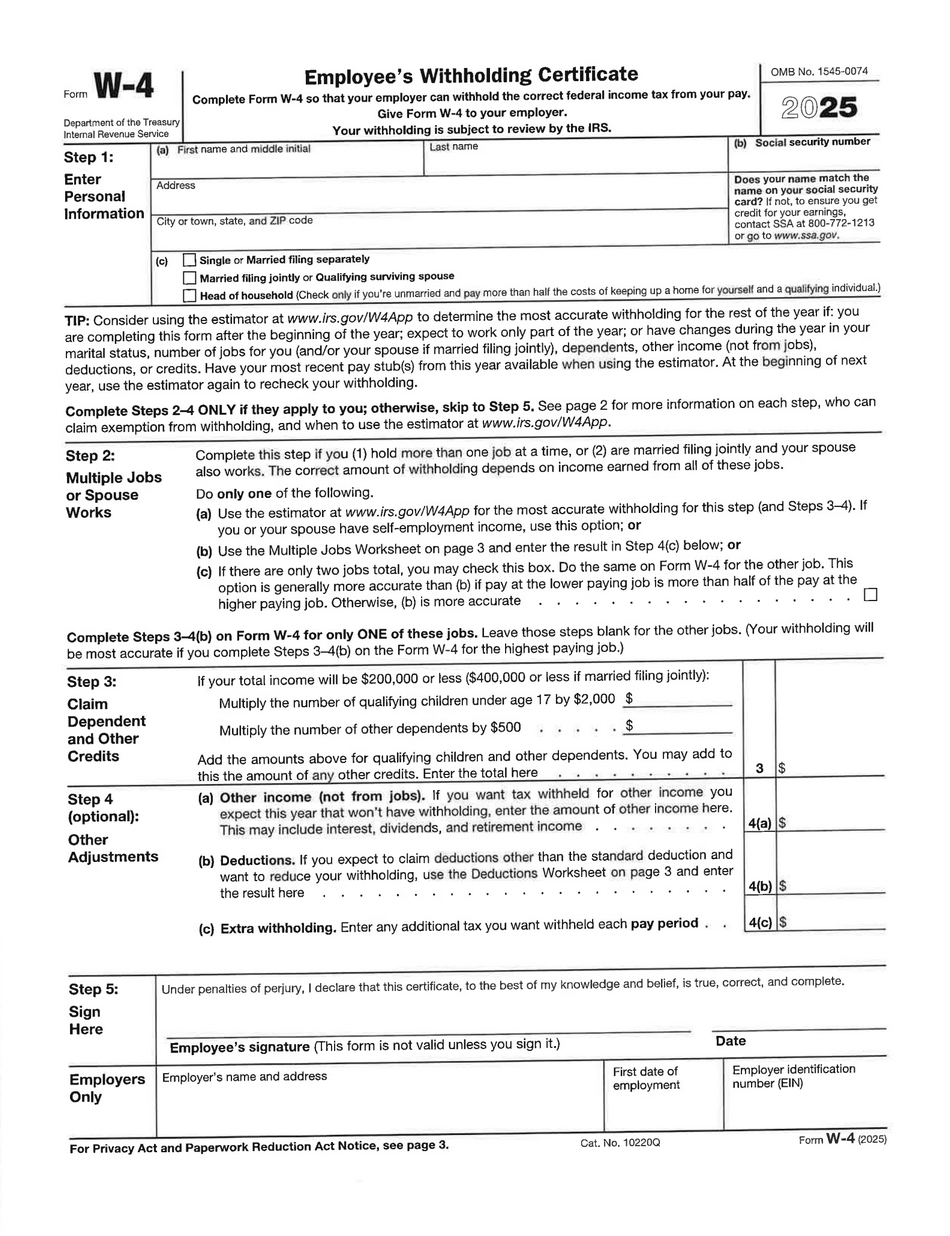 Form W-4
Department of the Treasury
Internal Revenue Service
Employee's Withholding Certificate
Complete Form W-4 so that your employer can withhold the correct federal income tax from your pay.
Give Form W-4 to your employer.
Your withholding is subject to review by the IRS.
OMB No. 1545-0074
2025
Step 1:
Enter
Personal
Information
(a) First name and middle initial
Last name
(b) Social security number
Address
City or town, state, and ZIP code
Does your name match the
name on your social security
card? If not, to ensure you get
credit for your earnings,
contact SSA at 800-772-1213
or go to www.ssa.gov.
(c) Single or Married filing separately
Married filing jointly or Qualifying surviving spouse
Head of household (Check only if you're unmarried and pay more than half the costs of keeping up a home for yourself and a qualifying individual.)
TIP: Consider using the estimator at www.irs.gov/W4App to determine the most accurate withholding for the rest of the year if: you
are completing this form after the beginning of the year; expect to work only part of the year; or have changes during the year in your
marital status, number of jobs for you (and/or your spouse if married filing jointly), dependents, other income (not from jobs),
deductions, or credits. Have your most recent pay stub(s) from this year available when using the estimator. At the beginning of next
year, use the estimator again to recheck your withholding.
Complete Steps 2–4 ONLY if they apply to you; otherwise, skip to Step 5. See page 2 for more information on each step, who can
claim exemption from withholding, and when to use the estimator at www.irs.gov/W4App.
Step 2:
Multiple Jobs
or Spouse
Works
Complete this step if you (1) hold more than one job at a time, or (2) are married filing jointly and your spouse
also works. The correct amount of withholding depends on income earned from all of these jobs.
Do only one of the following.
(a) Use the estimator at www.irs.gov/W4App for the most accurate withholding for this step (and Steps 3–4). If
you or your spouse have self-employment income, use this option; or
(b) Use the Multiple Jobs Worksheet on page 3 and enter the result in Step 4(c) below; or
(c) If there are only two jobs total, you may check this box. Do the same on Form W-4 for the other job. This
option is generally more accurate than (b) if pay at the lower paying job is more than half of the pay at the
higher paying job. Otherwise, (b) is more accurate . . . . . . . . . . . . . . . . . .
Complete Steps 3–4(b) on Form W-4 for only ONE of these jobs. Leave those steps blank for the other jobs. (Your withholding will
be most accurate if you complete Steps 3–4(b) on the Form W-4 for the highest paying job.)
Step 3:
Claim
Dependent
and Other
Credits
If your total income will be $200,000 or less ($400,000 or less if married filing jointly):
Multiply the number of qualifying children under age 17 by $2,000 $
Multiply the number of other dependents by $500 . . . . . $
Add the amounts above for qualifying children and other dependents. You may add to
this the amount of any other credits. Enter the total here . . . . . . . . . . 3 $
Step 4
(optional):
Other
Adjustments
(a) Other income (not from jobs). If you want tax withheld for other income you
expect this year that won't have withholding, enter the amount of other income here.
This may include interest, dividends, and retirement income . . . . . . . . 4(a) $
(b) Deductions. If you expect to claim deductions other than the standard deduction and
want to reduce your withholding, use the Deductions Worksheet on page 3 and enter
the result here . . . . . . . . . . . . . . . . . . . . . . . 4(b) $
(c) Extra withholding. Enter any additional tax you want withheld each pay period . . 4(c) $
Step 5:
Sign
Here
Under penalties of perjury, I declare that this certificate, to the best of my knowledge and belief, is true, correct, and complete.
Employee's signature (This form is not valid unless you sign it.)
Date
Employers
Only
Employer's name and address
First date of
employment
Employer identification
number (EIN)
For Privacy Act and Paperwork Reduction Act Notice, see page 3.
Cat. No. 10220Q
Form W-4 (2025)